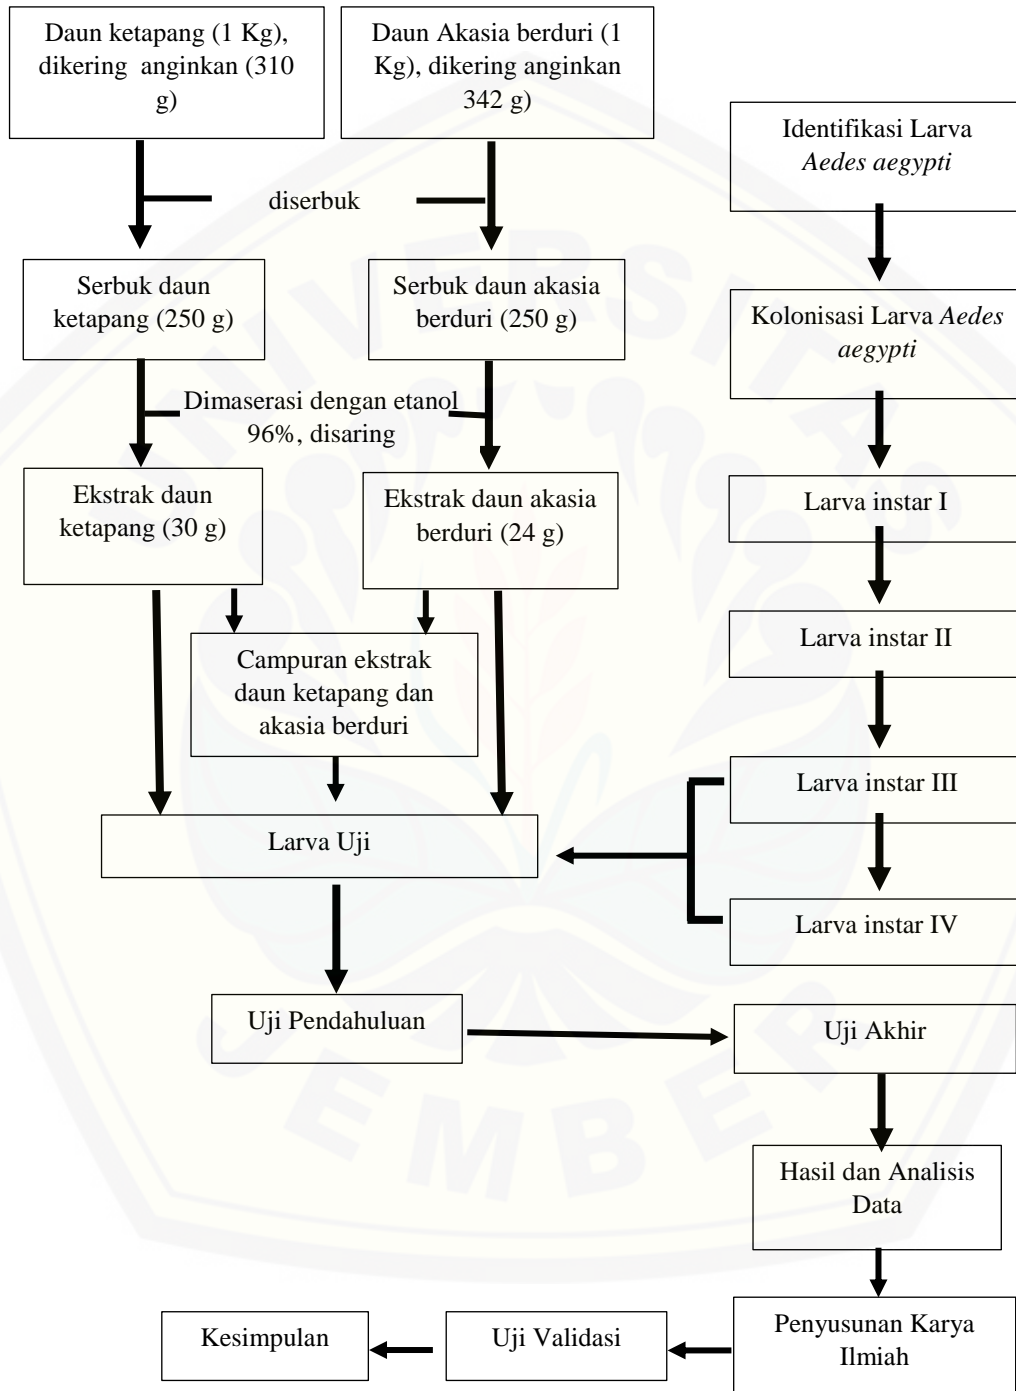 Daun ketapang (1 Kg),
dikering anginkan (310
g)
Daun Akasia berduri (1
Kg), dikering anginkan
342 g)
Identifikasi Larva
Aedes aegypti
diserbuk
Serbuk daun
ketapang (250 g)
Serbuk daun akasia
berduri (250 g)
Kolonisasi Larva Aedes
aegypti
Dimaserasi dengan etanol
96%, disaring
Ekstrak daun
ketapang (30 g)
Ekstrak daun akasia
berduri (24 g)
Larva instar I
Campuran ekstrak
daun ketapang dan
akasia berduri
Larva instar II
Larva instar III
Larva Uji
Larva instar IV
Uji Pendahuluan
Uji Akhir
Hasil dan Analisis
Data
Penyusunan Karya
Ilmiah
Uji Validasi
Kesimpulan
UNIVERSITAS
JEMBER